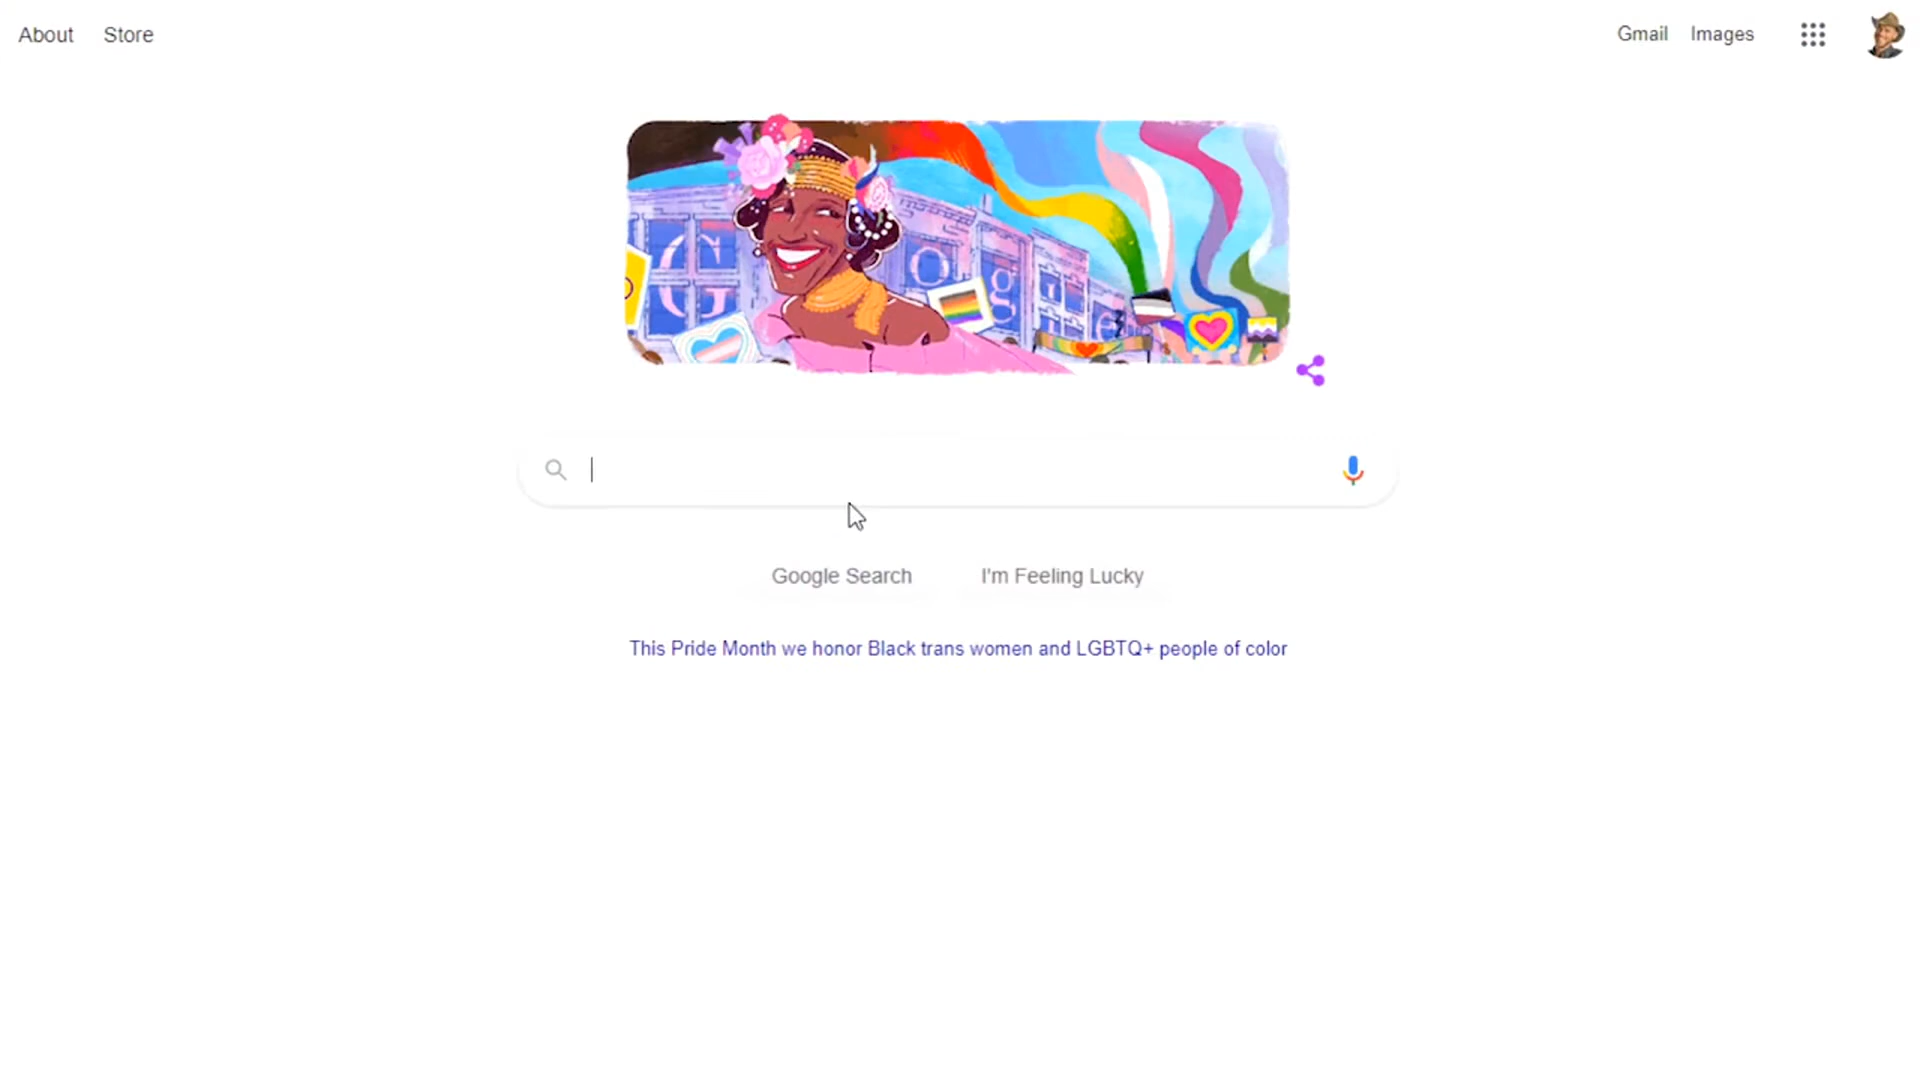 About Store
Gmail Images
G o g l e
Google Search
I'm Feeling Lucky
This Pride Month we honor Black trans women and LGBTQ+ people of color